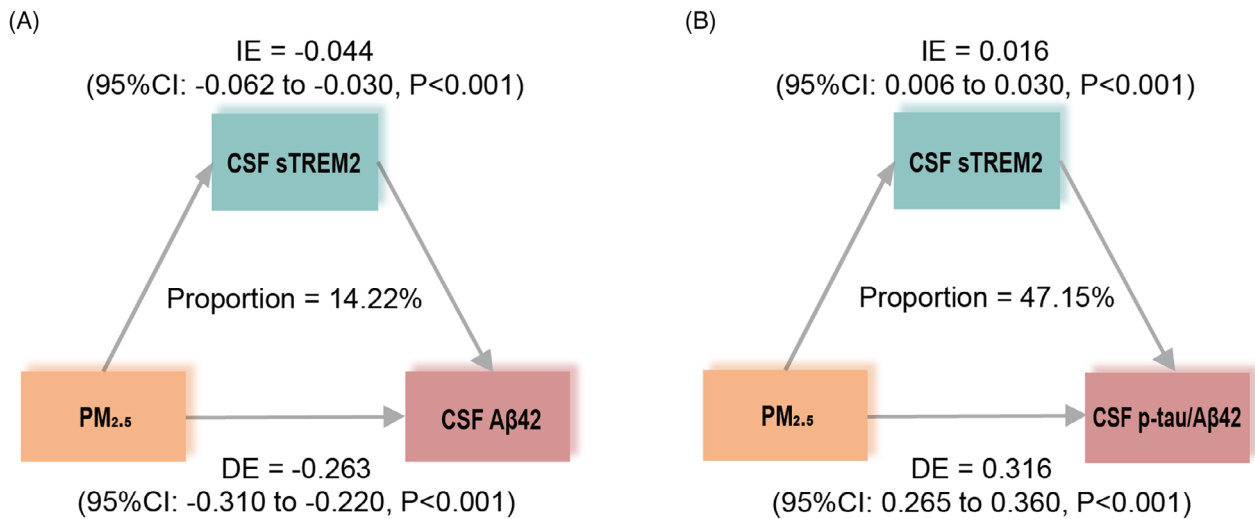 (A)
IE = -0.044
(95%CI: -0.062 to -0.030, P<0.001)
CSF sTREM2
Proportion = 14.22%
PM₂.₅
CSF Aβ42
DE = -0.263
(95%CI: -0.310 to -0.220, P<0.001)
(B)
IE = 0.016
(95%CI: 0.006 to 0.030, P<0.001)
CSF sTREM2
Proportion = 47.15%
PM₂.₅
CSF p-tau/Aβ42
DE = 0.316
(95%CI: 0.265 to 0.360, P<0.001)